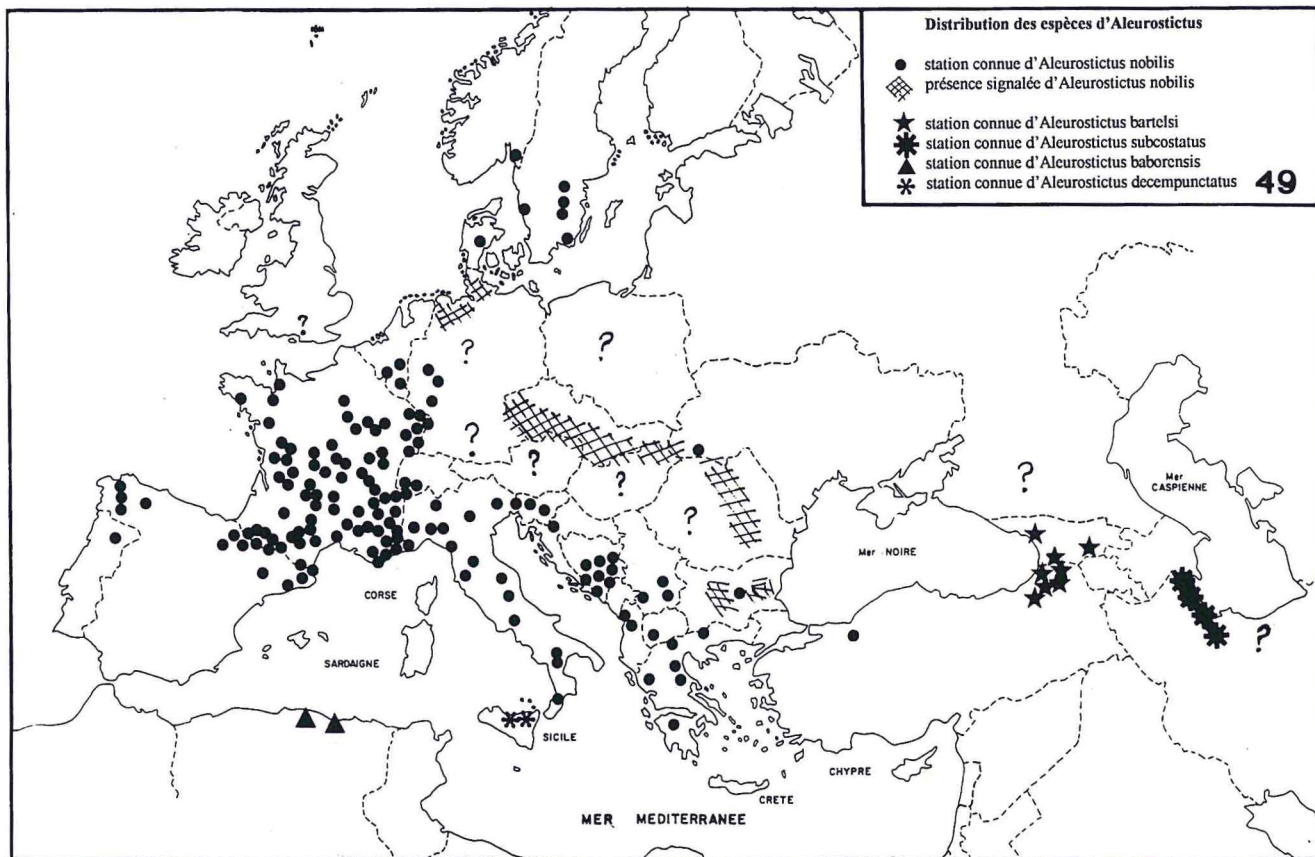 Distribution des espèces d'Aleurostictus
station connue d'Aleurostictus nobilis
présence signalée d'Aleurostictus nobilis
station connue d'Aleurostictus bartelsi
station connue d'Aleurostictus subcostatus
station connue d'Aleurostictus baborensis
station connue d'Aleurostictus decempunctatus
49
?
?
?
?
?
?
?
?
?
Mer
CASPIENNE
Mer NOIRE
CORSE
SARDAIGNE
SICILE
CHYPRE
CRETE
MER MEDITERRANEE